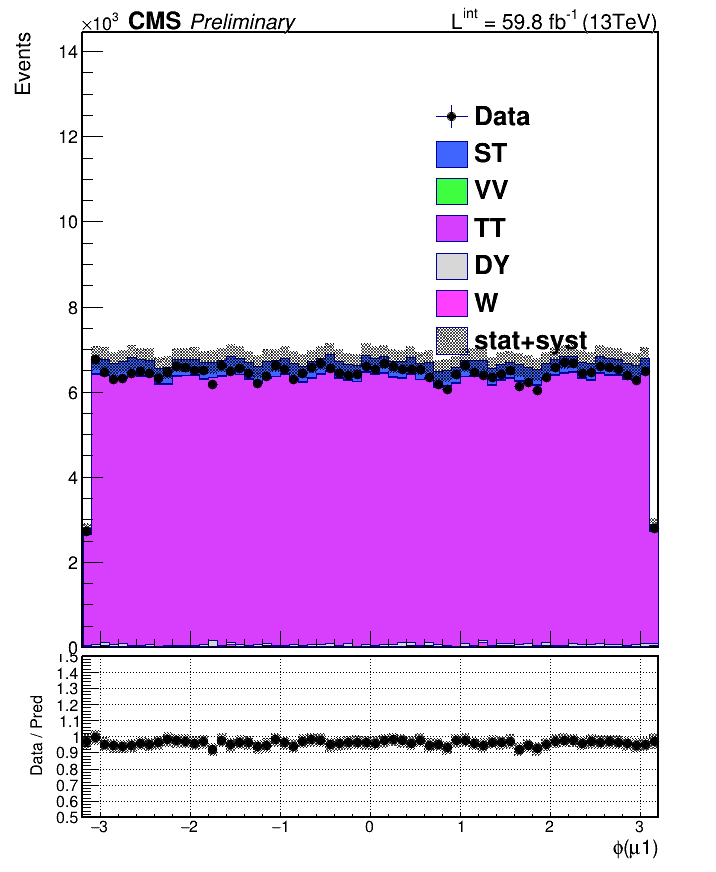 ×10³ CMS Preliminary L^int = 59.8 fb⁻¹ (13TeV)
Events
14
12
10
8
6
4
2
0
Data
ST
VV
TT
DY
W
stat+syst
Data / Pred
1.5
1.4
1.3
1.2
1.1
1
0.9
0.8
0.7
0.6
0.5
−3 −2 −1 0 1 2 3
ϕ(μ1)